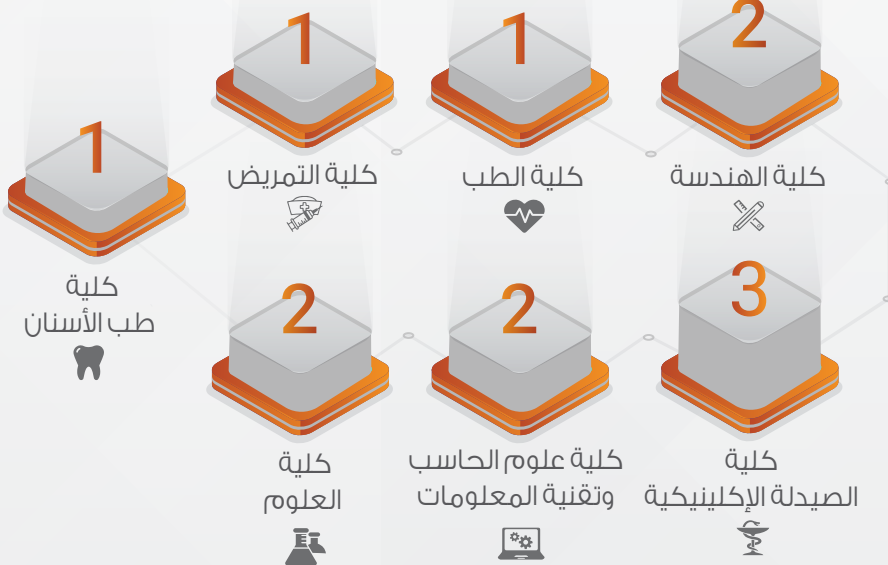 2
كلية الهندسة
1
كلية الطب
1
كلية التمريض
1
كلية
طب الأسنان
3
كلية
الصيدلة الإكلينيكية
2
كلية علوم الحاسب
وتقنية المعلومات
2
كلية
العلوم